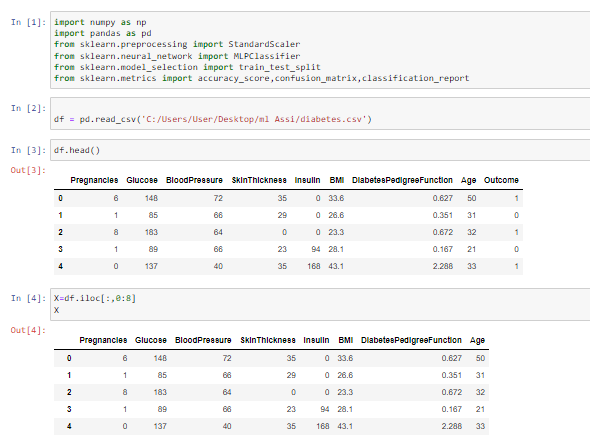 In [1]: import numpy as np
import pandas as pd
from sklearn.preprocessing import StandardScaler
from sklearn.neural_network import MLPClassifier
from sklearn.model_selection import train_test_split
from sklearn.metrics import accuracy_score,confusion_matrix,classification_report
In [2]:
df = pd.read_csv('C:/Users/User/Desktop/ml Assi/diabetes.csv')
In [3]: df.head()
Out[3]:
Pregnancies Glucose BloodPressure SkinThickness Insulin BMI DiabetesPedigreeFunction Age Outcome
0 6 148 72 35 0 33.6 0.627 50 1
1 1 85 66 29 0 26.6 0.351 31 0
2 8 183 64 0 0 23.3 0.672 32 1
3 1 89 66 23 94 28.1 0.167 21 0
4 0 137 40 35 168 43.1 2.288 33 1
In [4]: X=df.iloc[:,0:8]
X
Out[4]:
Pregnancies Glucose BloodPressure SkinThickness Insulin BMI DiabetesPedigreeFunction Age
0 6 148 72 35 0 33.6 0.627 50
1 1 85 66 29 0 26.6 0.351 31
2 8 183 64 0 0 23.3 0.672 32
3 1 89 66 23 94 28.1 0.167 21
4 0 137 40 35 168 43.1 2.288 33